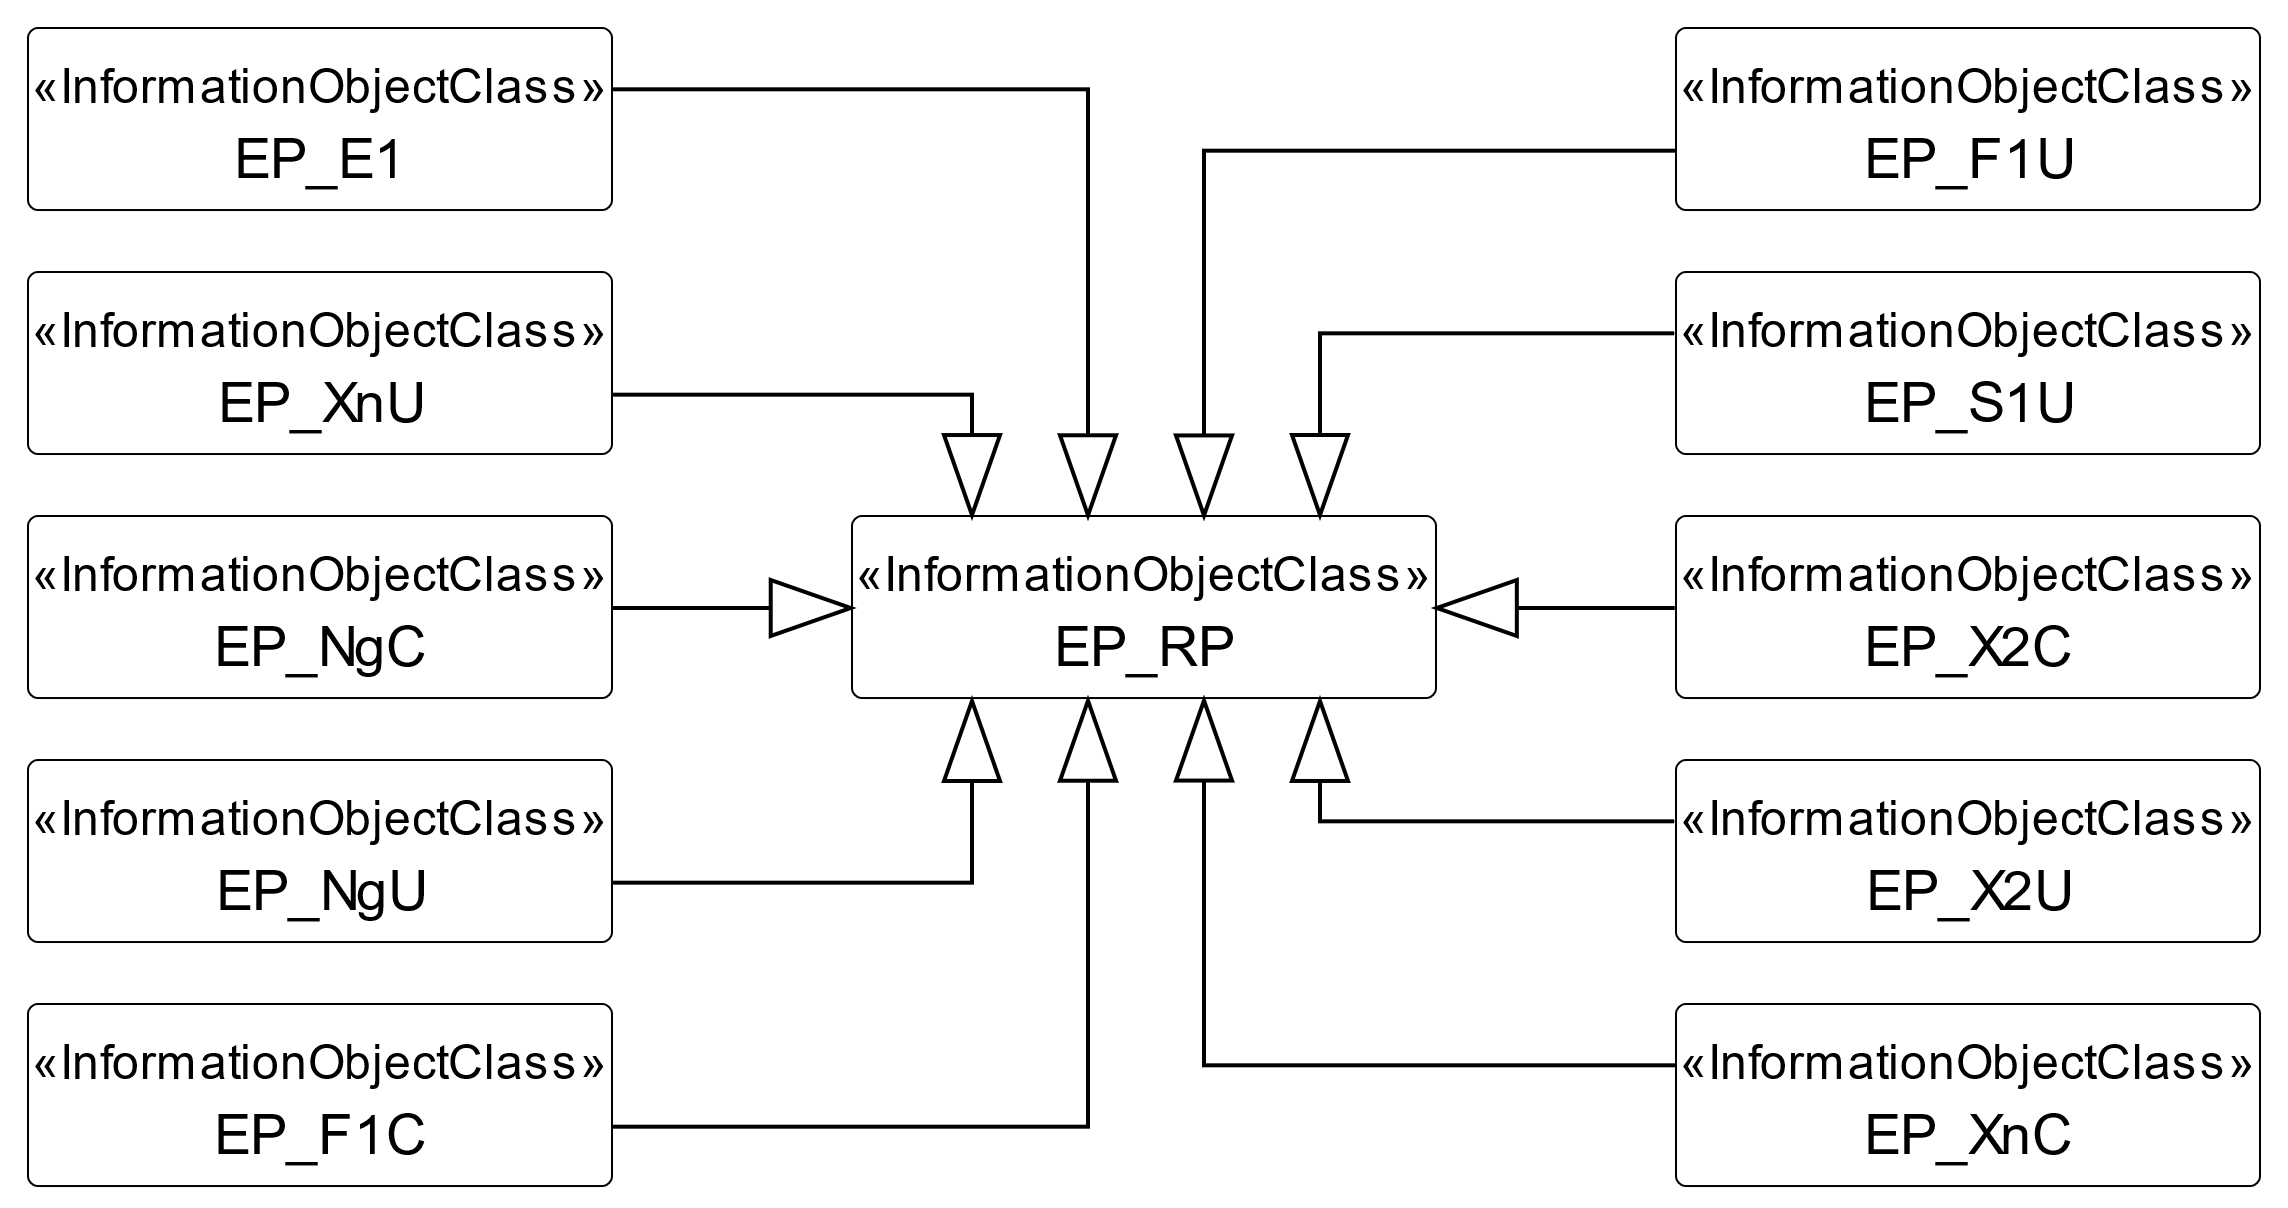 «InformationObjectClass»
EP_E1
«InformationObjectClass»
EP_XnU
«InformationObjectClass»
EP_NgC
«InformationObjectClass»
EP_NgU
«InformationObjectClass»
EP_F1C
«InformationObjectClass»
EP_RP
«InformationObjectClass»
EP_F1U
«InformationObjectClass»
EP_S1U
«InformationObjectClass»
EP_X2C
«InformationObjectClass»
EP_X2U
«InformationObjectClass»
EP_XnC